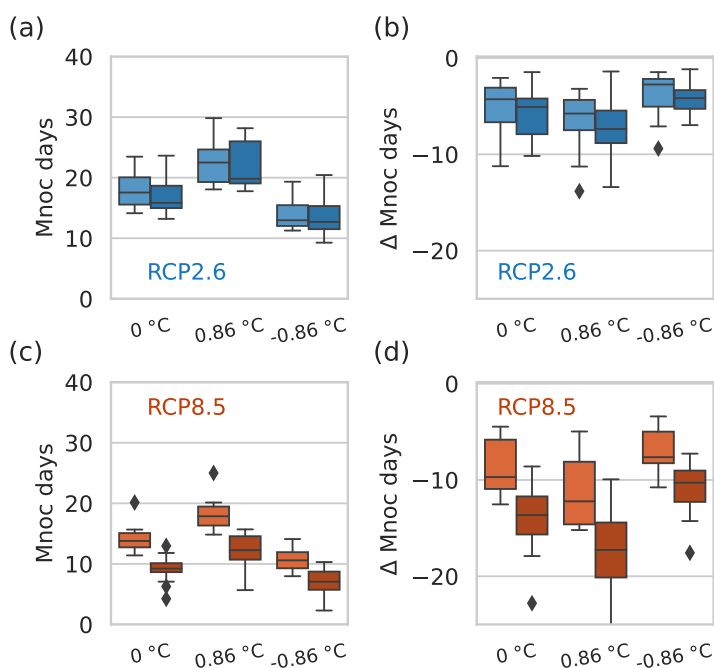 (a)
40
30
20
10
0
Mnoc days
RCP2.6
0 °C
0.86 °C
-0.86 °C
(b)
0
−10
−20
Δ Mnoc days
RCP2.6
0 °C
0.86 °C
-0.86 °C
(c)
40
30
20
10
0
Mnoc days
RCP8.5
0 °C
0.86 °C
-0.86 °C
(d)
0
−10
−20
Δ Mnoc days
RCP8.5
0 °C
0.86 °C
-0.86 °C